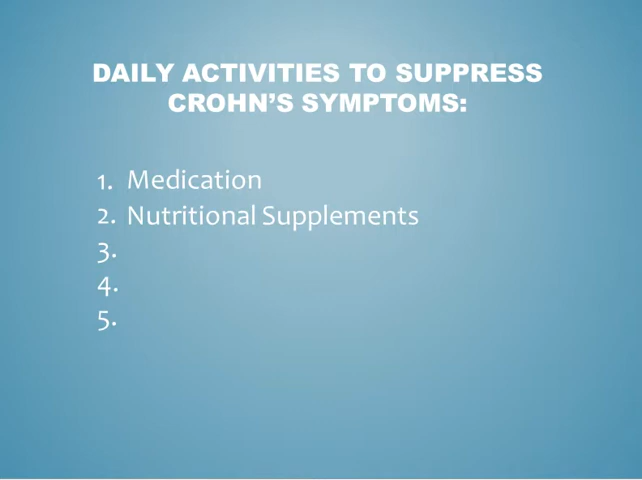 DAILY ACTIVITIES TO SUPPRESS
CROHN'S SYMPTOMS:
1. Medication
2. Nutritional Supplements
3.
4.
5.